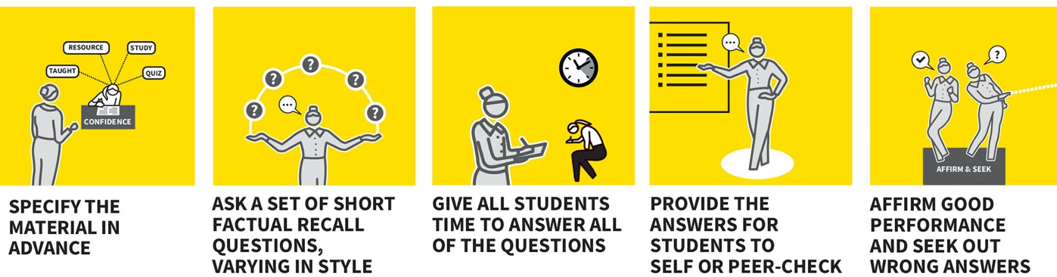 RESOURCE
STUDY
TAUGHT
QUIZ
CONFIDENCE
SPECIFY THE
MATERIAL IN
ADVANCE
?
?
?
?
?
ASK A SET OF SHORT
FACTUAL RECALL
QUESTIONS,
VARYING IN STYLE
GIVE ALL STUDENTS
TIME TO ANSWER ALL
OF THE QUESTIONS
PROVIDE THE
ANSWERS FOR
STUDENTS TO
SELF OR PEER-CHECK
?
AFFIRM & SEEK
AFFIRM GOOD
PERFORMANCE
AND SEEK OUT
WRONG ANSWERS